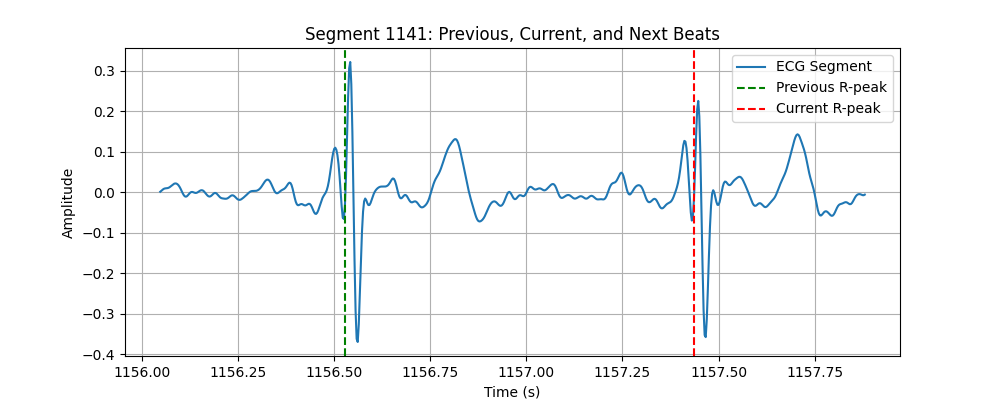 Segment 1141: Previous, Current, and Next Beats
ECG Segment
Previous R-peak
Current R-peak
0.3
0.2
0.1
0.0
−0.1
−0.2
−0.3
−0.4
Amplitude
1156.00 1156.25 1156.50 1156.75 1157.00 1157.25 1157.50 1157.75
Time (s)